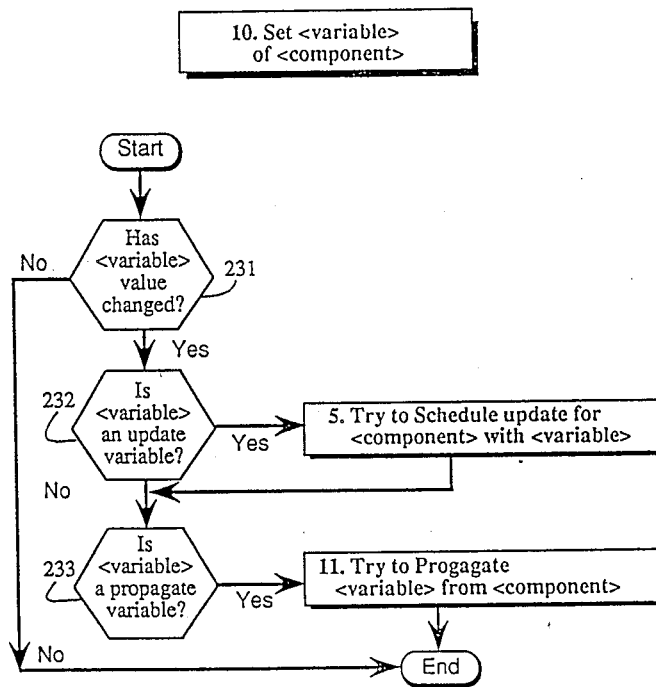 10. Set <variable>
of <component>
Start
Has
<variable>
value
changed?
No
231
Yes
232
Is
<variable>
an update
variable?
Yes
5. Try to Schedule update for
<component> with <variable>
No
233
Is
<variable>
a propagate
variable?
Yes
11. Try to Progagate
<variable> from <component>
No
End